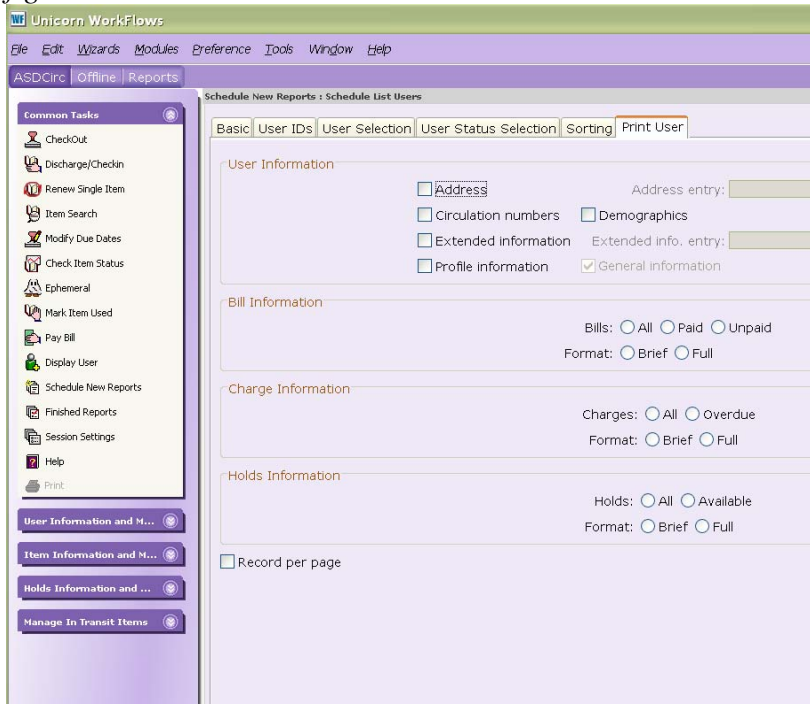 WF Unicorn WorkFlows
File Edit Wizards Modules Preference Tools Window Help
ASDCirc Offline Reports
Schedule New Reports : Schedule List Users
Common Tasks
CheckOut
Discharge/Checkin
Renew Single Item
Item Search
Modify Due Dates
Check Item Status
Ephemeral
Mark Item Used
Pay Bill
Display User
Schedule New Reports
Finished Reports
Session Settings
Help
Print
User Information and M...
Item Information and M...
Holds Information and ...
Manage In Transit Items
Basic User IDs User Selection User Status Selection Sorting Print User
User Information
Address Address entry:
Circulation numbers Demographics
Extended information Extended info. entry:
Profile information General information
Bill Information
Bills: All Paid Unpaid
Format: Brief Full
Charge Information
Charges: All Overdue
Format: Brief Full
Holds Information
Holds: All Available
Format: Brief Full
Record per page